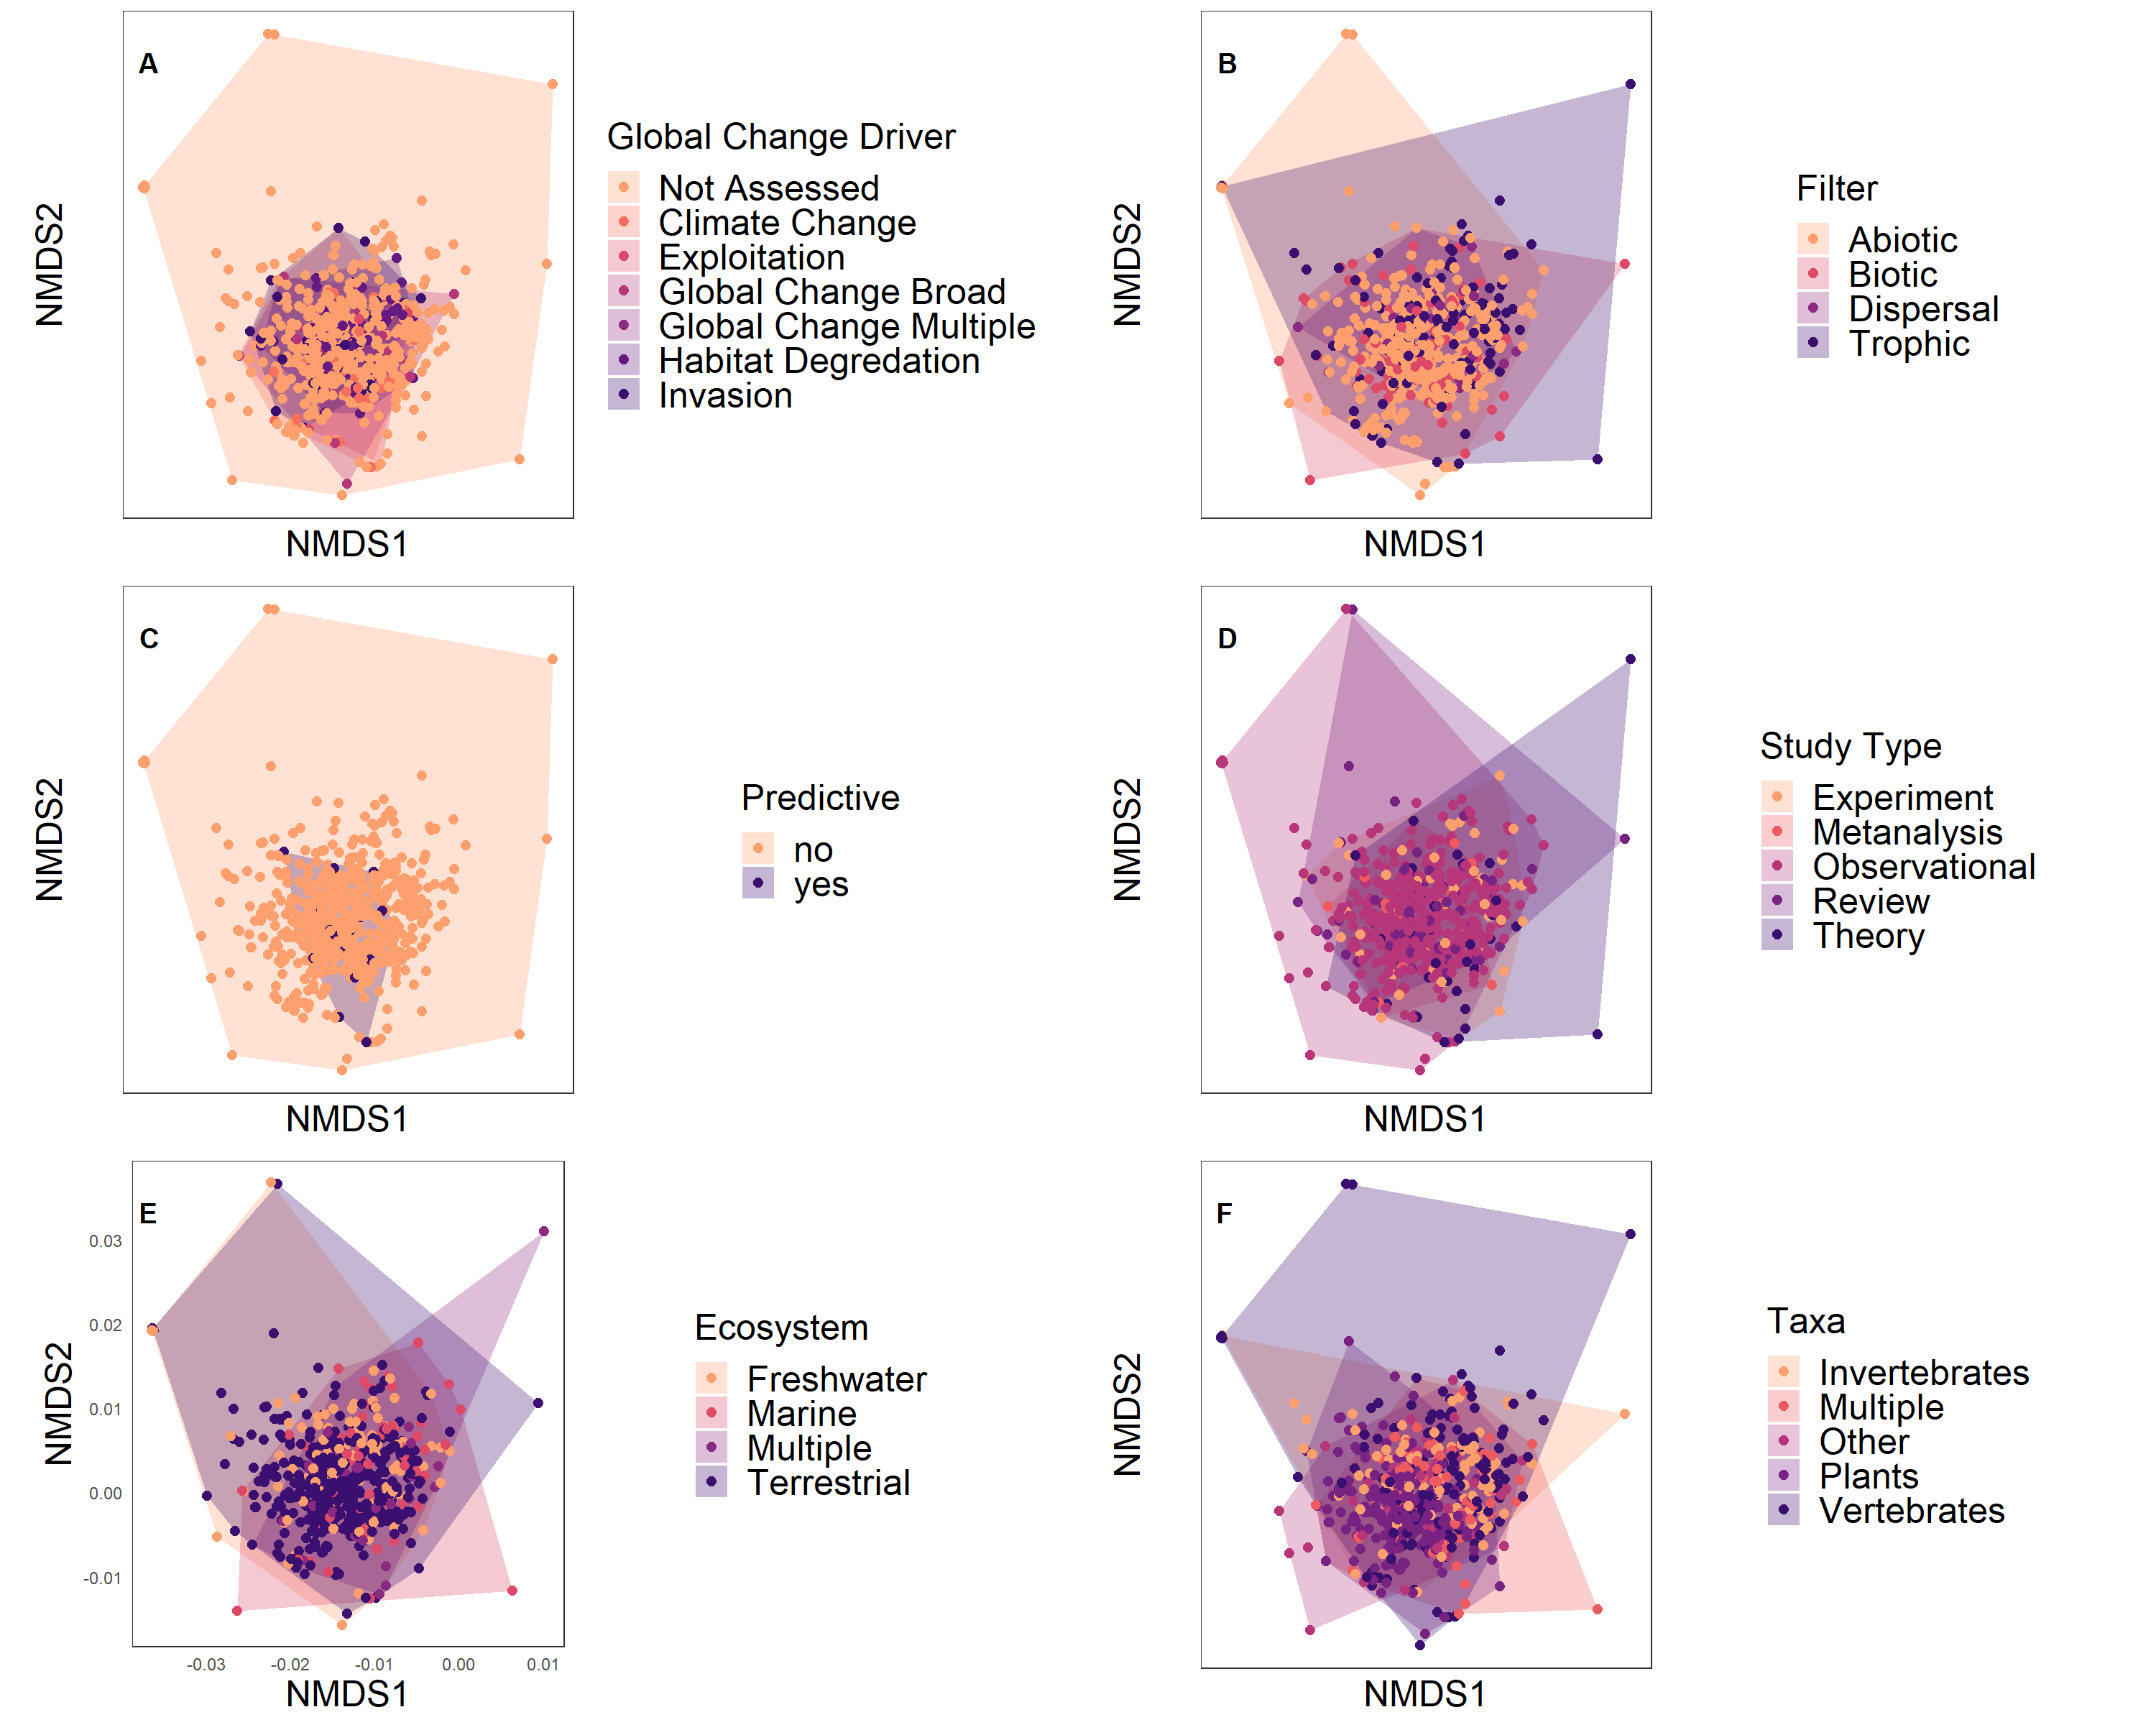 A
NMDS2
NMDS1
Global Change Driver
Not Assessed
Climate Change
Exploitation
Global Change Broad
Global Change Multiple
Habitat Degredation
Invasion
B
NMDS2
NMDS1
Filter
Abiotic
Biotic
Dispersal
Trophic
C
NMDS2
NMDS1
Predictive
no
yes
D
NMDS2
NMDS1
Study Type
Experiment
Metanalysis
Observational
Review
Theory
E
NMDS2
0.03
0.02
0.01
0.00
-0.01
-0.03 -0.02 -0.01 0.00 0.01
NMDS1
Ecosystem
Freshwater
Marine
Multiple
Terrestrial
F
NMDS2
NMDS1
Taxa
Invertebrates
Multiple
Other
Plants
Vertebrates